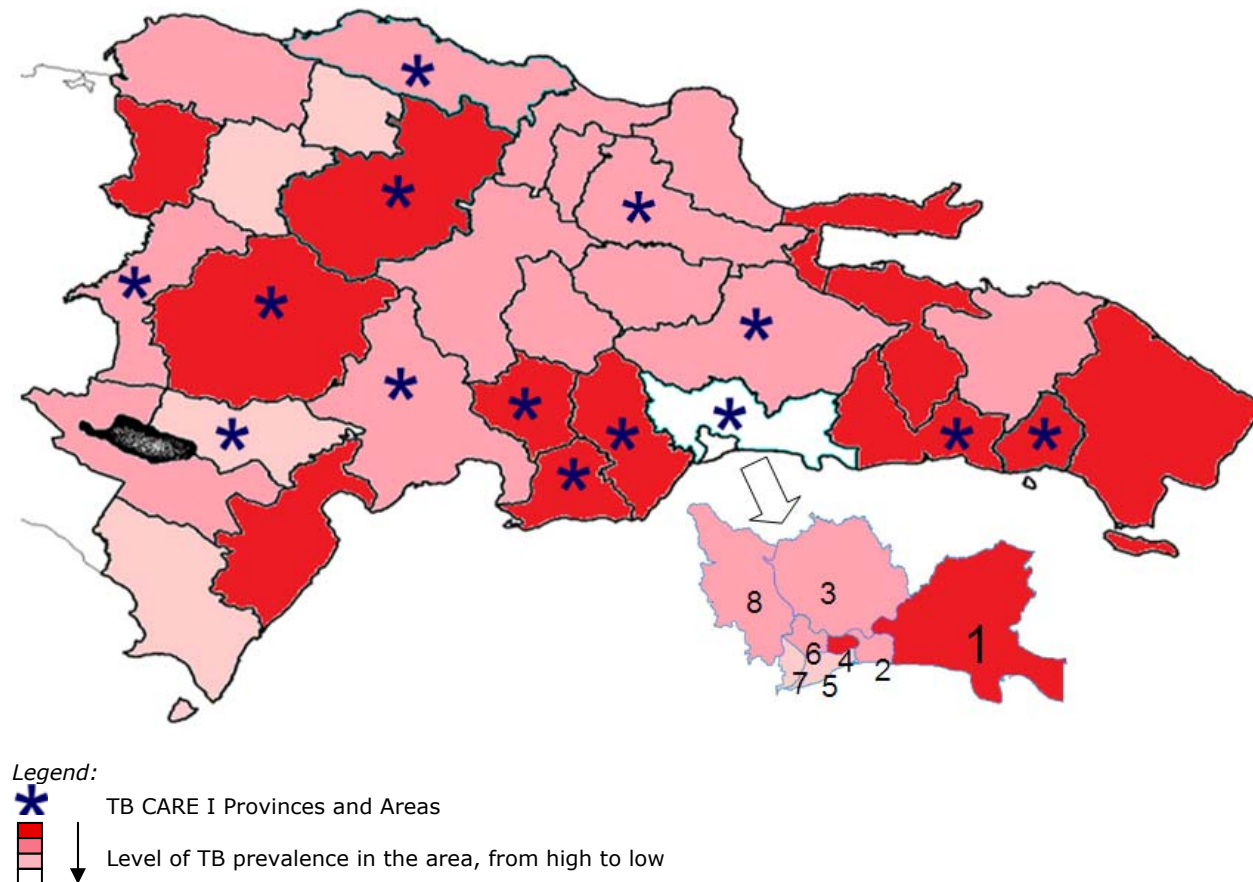 3
8
1
6
4
2
7
5
Legend:
TB CARE I Provinces and Areas
Level of TB prevalence in the area, from high to low